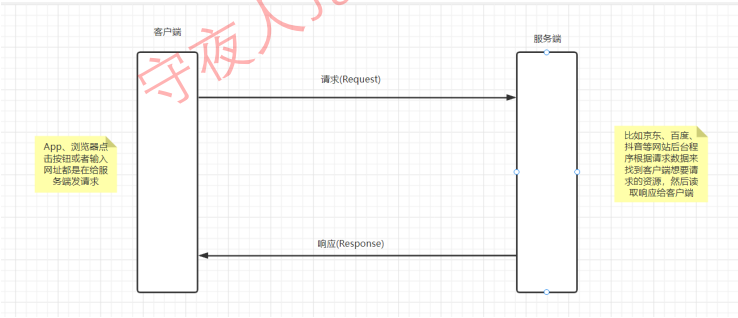 客户端
服务端
守夜人
请求(Request)
App、浏览器点
击按钮或者输入
网址都是在给服
务端发请求
比如京东、百度、
抖音等网站后台程
序根据请求数据来
找到客户端想要请
求的资源，然后读
取响应给客户端
响应(Response)